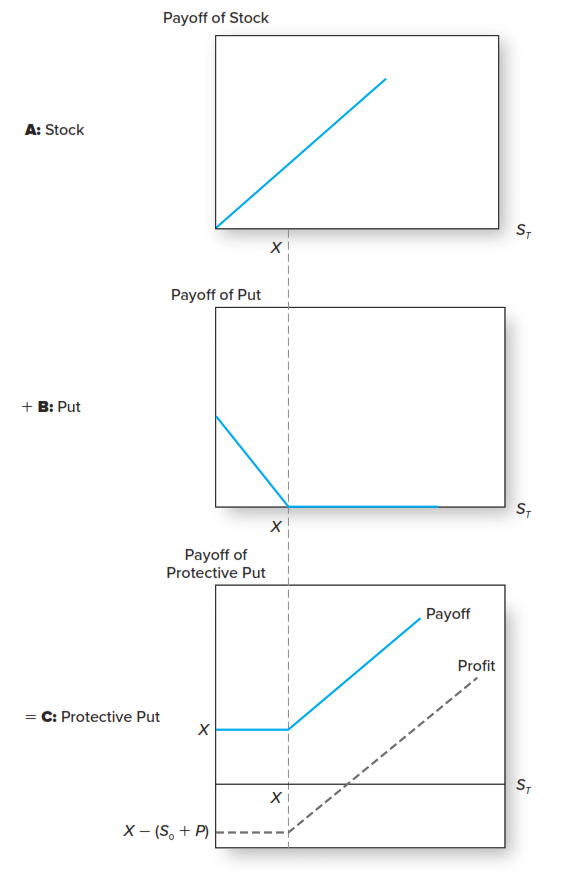 Payoff of Stock
A: Stock
S_T
X
Payoff of Put
+ B: Put
S_T
X
Payoff of
Protective Put
Payoff
Profit
= C: Protective Put
X
S_T
X
X – (S₀ + P)